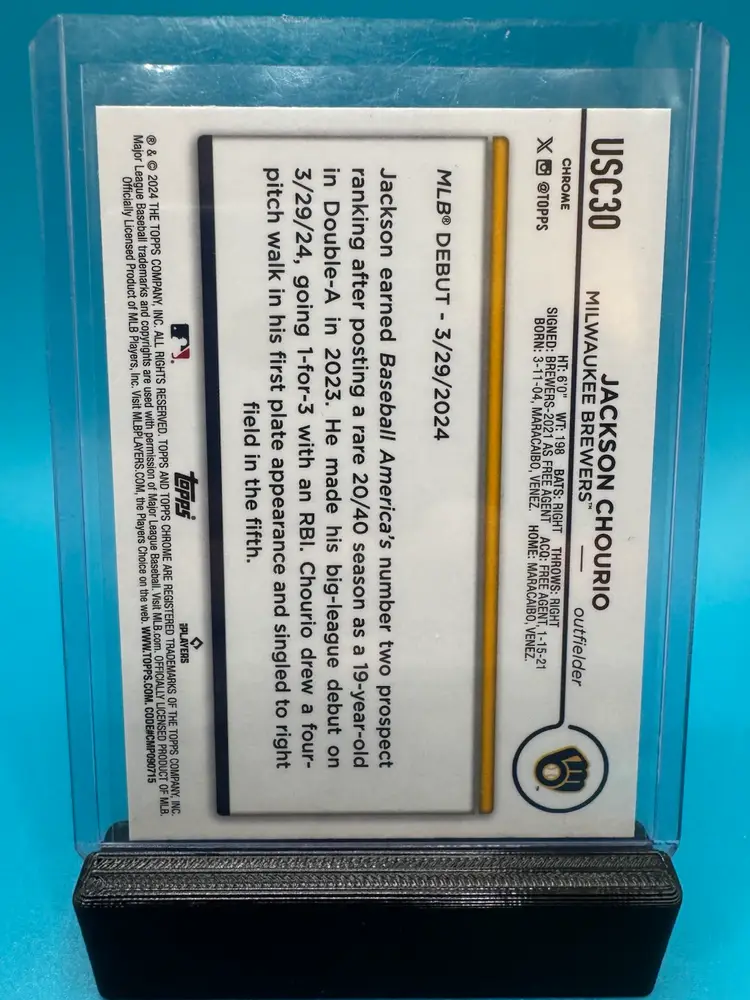 USC30
CHROME
X @TOPPS
JACKSON CHOURIO
outfielder
MILWAUKEE BREWERS™
HT: 6'0" WT: 198 BATS: RIGHT THROWS: RIGHT
SIGNED: BREWERS-2021 AS FREE AGENT ACQ: FREE AGENT, 1-15-21
BORN: 3-11-04, MARACAIBO, VENEZ. HOME: MARACAIBO, VENEZ.
MLB® DEBUT - 3/29/2024
Jackson earned Baseball America's number two prospect
ranking after posting a rare 20/40 season as a 19-year-old
in Double-A in 2023. He made his big-league debut on
3/29/24, going 1-for-3 with an RBI. Chourio drew a four-
pitch walk in his first plate appearance and singled to right
field in the fifth.
topps®
PLAYERS
® & © 2024 THE TOPPS COMPANY, INC. ALL RIGHTS RESERVED. TOPPS AND TOPPS CHROME ARE REGISTERED TRADEMARKS OF THE TOPPS COMPANY, INC.
Major League Baseball trademarks and copyrights are used with permission of Major League Baseball. Visit MLB.com. OFFICIALLY LICENSED PRODUCT OF MLB
Officially Licensed Product of MLB Players, Inc. Visit MLBPLAYERS.COM, the Players Choice on the web. WWW.TOPPS.COM. CODE#CMP090715